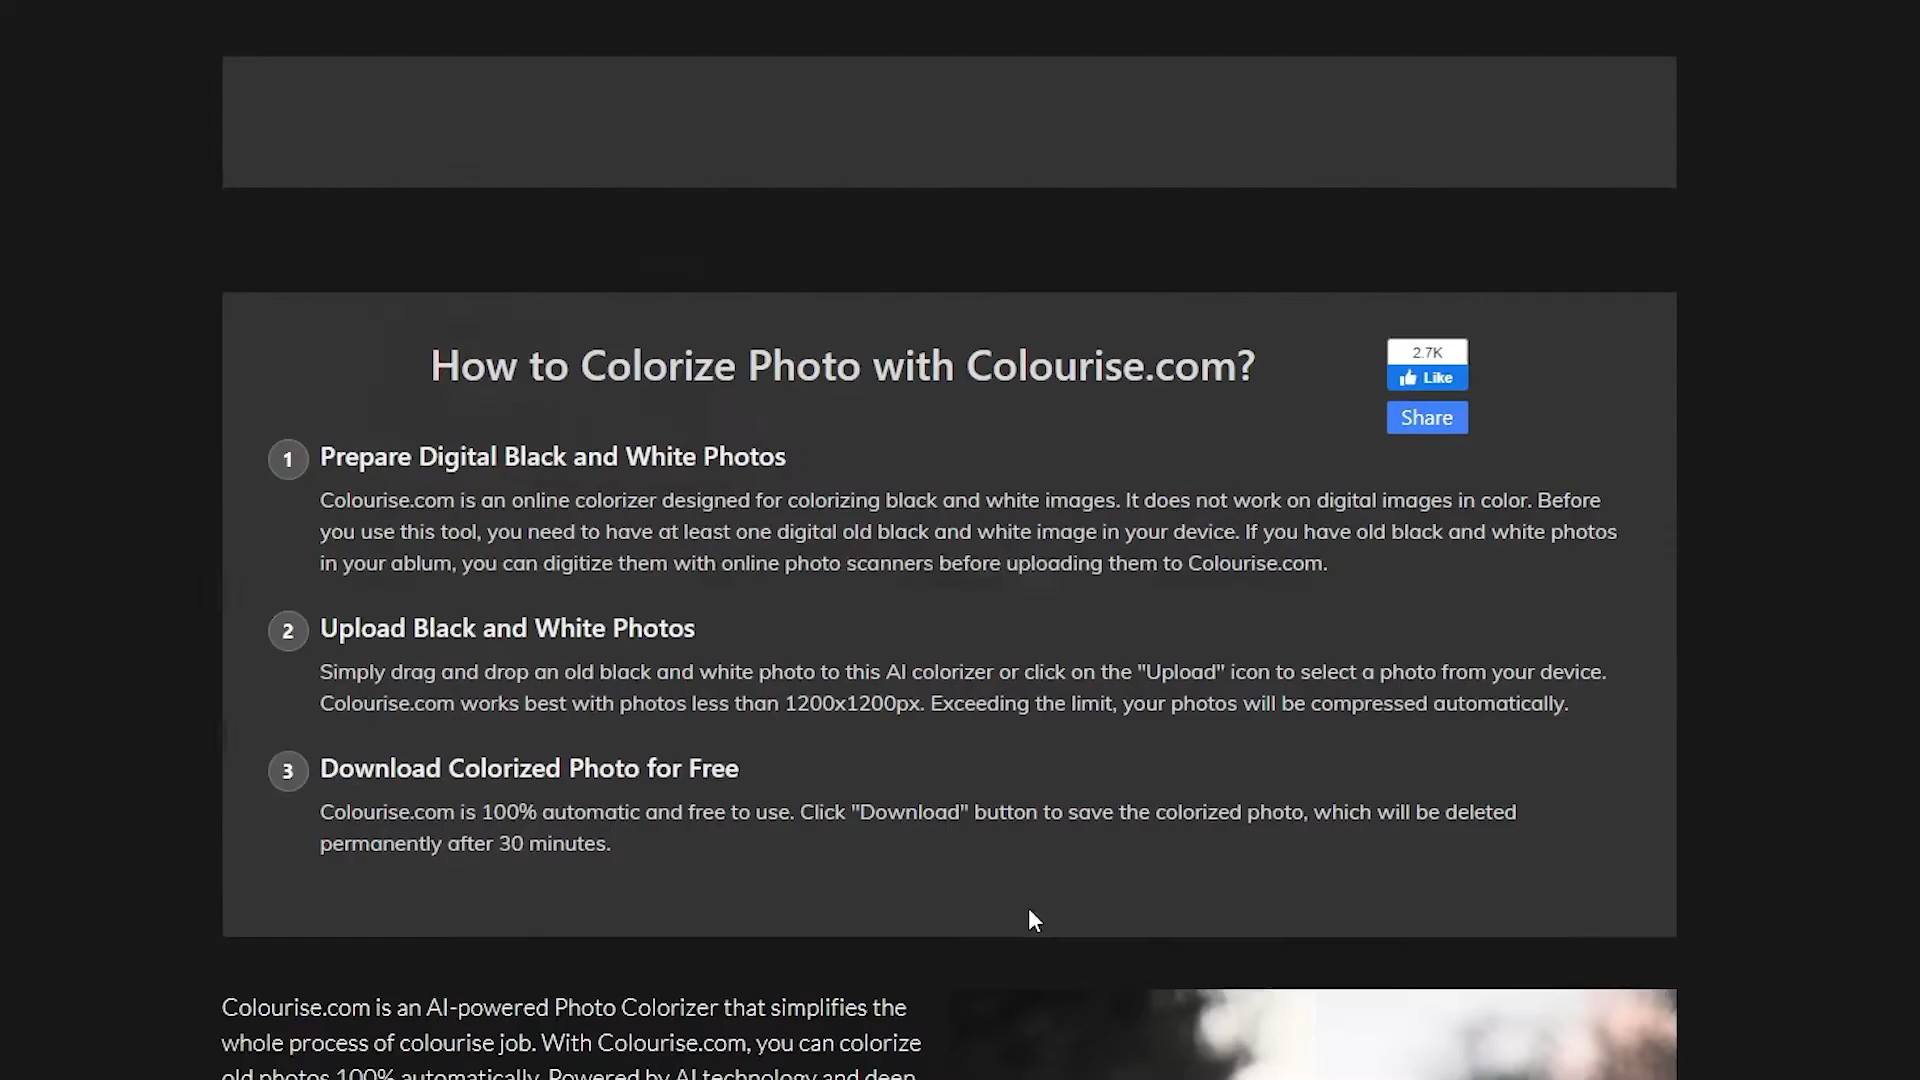 How to Colorize Photo with Colourise.com?
2.7K
Like
Share
1 Prepare Digital Black and White Photos
Colourise.com is an online colorizer designed for colorizing black and white images. It does not work on digital images in color. Before
you use this tool, you need to have at least one digital old black and white image in your device. If you have old black and white photos
in your ablum, you can digitize them with online photo scanners before uploading them to Colourise.com.
2 Upload Black and White Photos
Simply drag and drop an old black and white photo to this AI colorizer or click on the "Upload" icon to select a photo from your device.
Colourise.com works best with photos less than 1200x1200px. Exceeding the limit, your photos will be compressed automatically.
3 Download Colorized Photo for Free
Colourise.com is 100% automatic and free to use. Click "Download" button to save the colorized photo, which will be deleted
permanently after 30 minutes.
Colourise.com is an AI-powered Photo Colorizer that simplifies the
whole process of colourise job. With Colourise.com, you can colorize
old photos 100% automatically. Powered by AI technology and deep